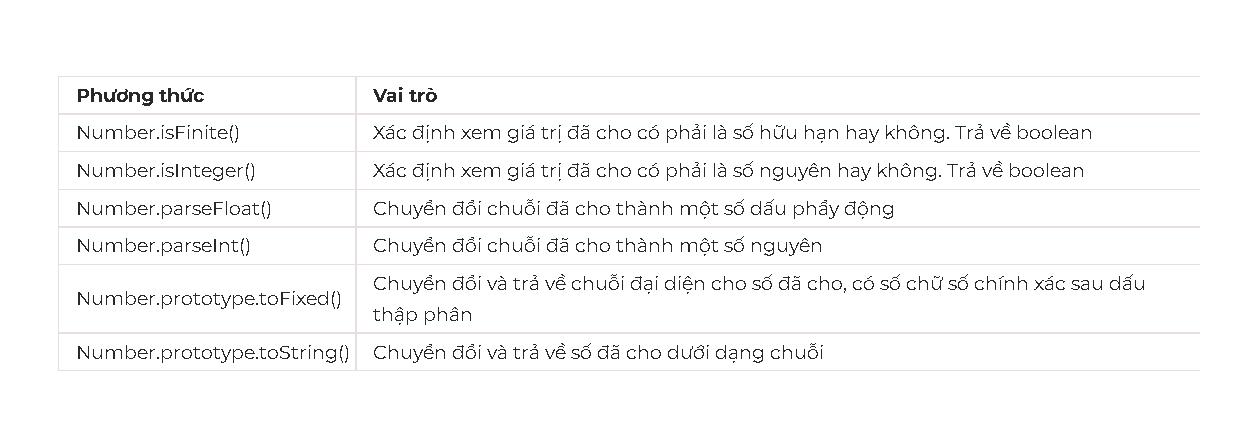 Phương thức Vai trò
Number.isFinite() Xác định xem giá trị đã cho có phải là số hữu hạn hay không. Trả về boolean
Number.isInteger() Xác định xem giá trị đã cho có phải là số nguyên hay không. Trả về boolean
Number.parseFloat() Chuyển đổi chuỗi đã cho thành một số dấu phẩy động
Number.parseInt() Chuyển đổi chuỗi đã cho thành một số nguyên
Number.prototype.toFixed() Chuyển đổi và trả về chuỗi đại diện cho số đã cho, có số chữ số chính xác sau dấu
thập phân
Number.prototype.toString() Chuyển đổi và trả về số đã cho dưới dạng chuỗi